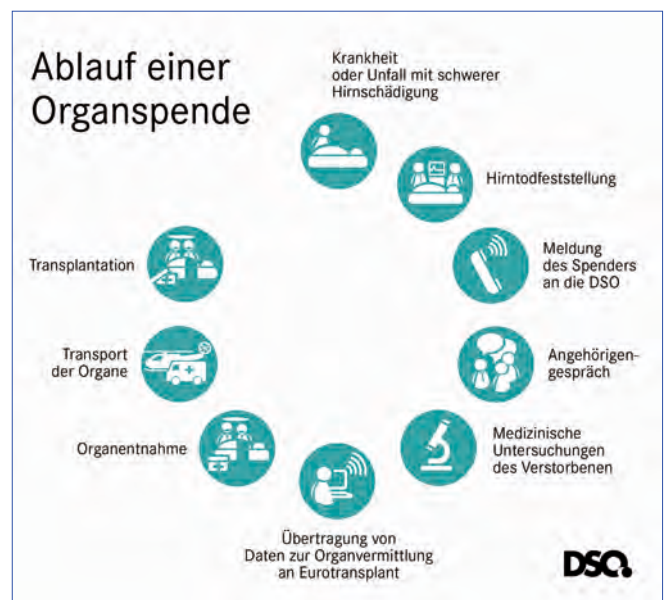 Ablauf einer
Organspende
Krankheit
oder Unfall mit schwerer
Hirnschädigung
Hirntodfeststellung
Meldung
des Spenders
an die DSO
Angehörigen-
gespräch
Medizinische
Untersuchungen
des Verstorbenen
Übertragung von
Daten zur Organvermittlung
an Eurotransplant
Organentnahme
Transport
der Organe
Transplantation
DSO.